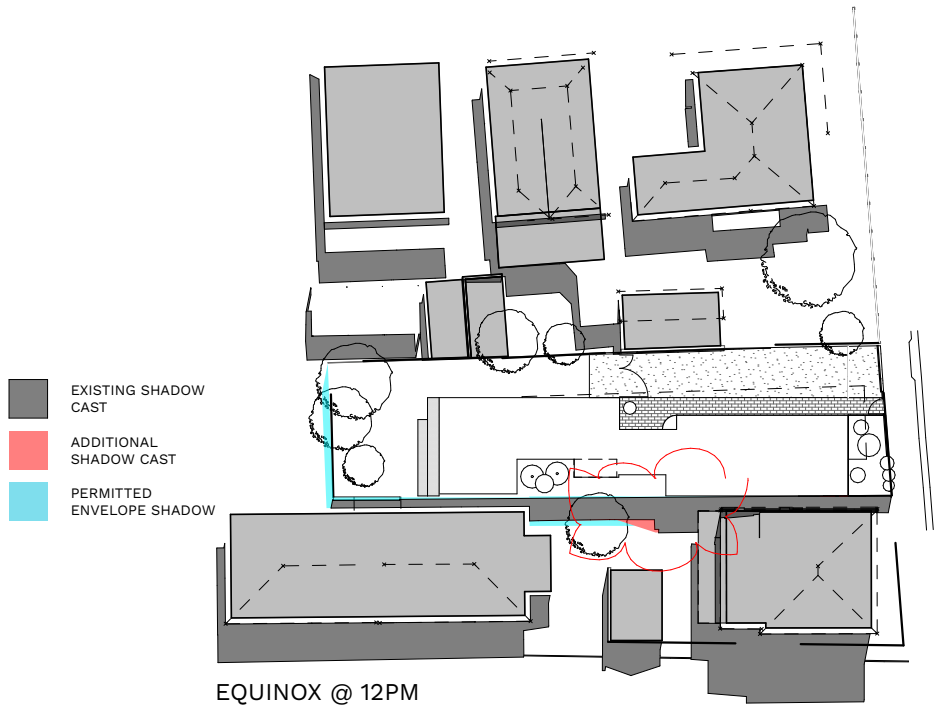 EXISTING SHADOW
CAST
ADDITIONAL
SHADOW CAST
PERMITTED
ENVELOPE SHADOW
EQUINOX @ 12PM